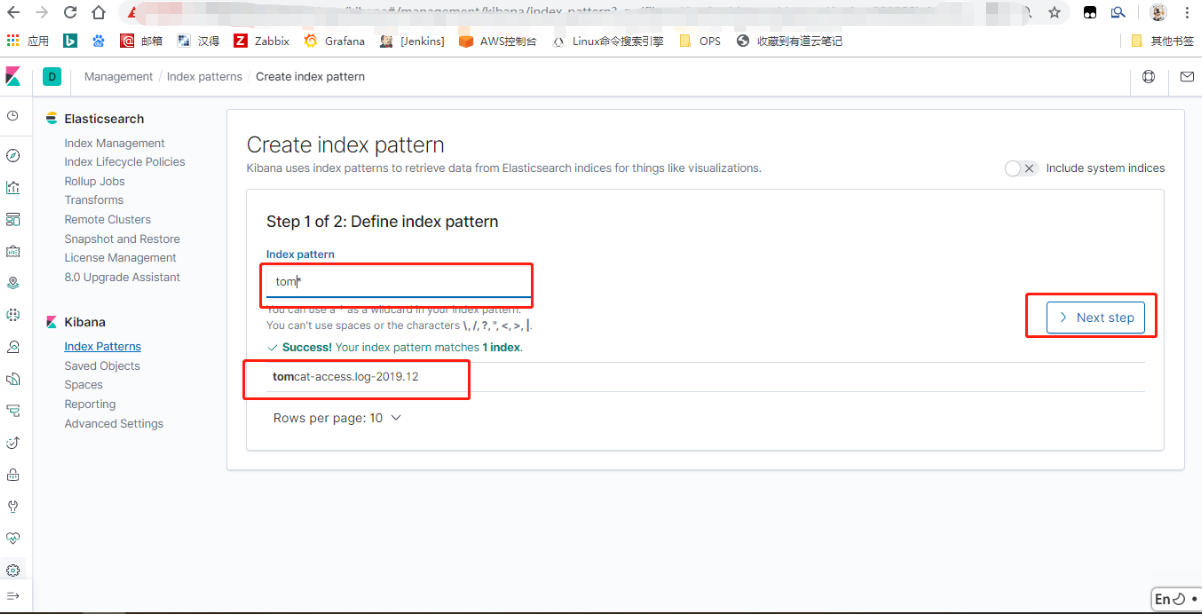 应用 邮箱 汉得 Zabbix Grafana [Jenkins] AWS控制台 Linux命令搜索引擎 OPS 收藏到有道云笔记 其他书签
D Management / Index patterns / Create index pattern
Elasticsearch
Index Management
Index Lifecycle Policies
Rollup Jobs
Transforms
Remote Clusters
Snapshot and Restore
License Management
8.0 Upgrade Assistant
Kibana
Index Patterns
Saved Objects
Spaces
Reporting
Advanced Settings
Create index pattern
Kibana uses index patterns to retrieve data from Elasticsearch indices for things like visualizations.
Include system indices
Step 1 of 2: Define index pattern
Index pattern
tom*
You can use a * as a wildcard in your index pattern.
You can't use spaces or the characters \, /, ?, ", <, >, |.
Next step
Success! Your index pattern matches 1 index.
tomcat-access.log-2019.12
Rows per page: 10
En